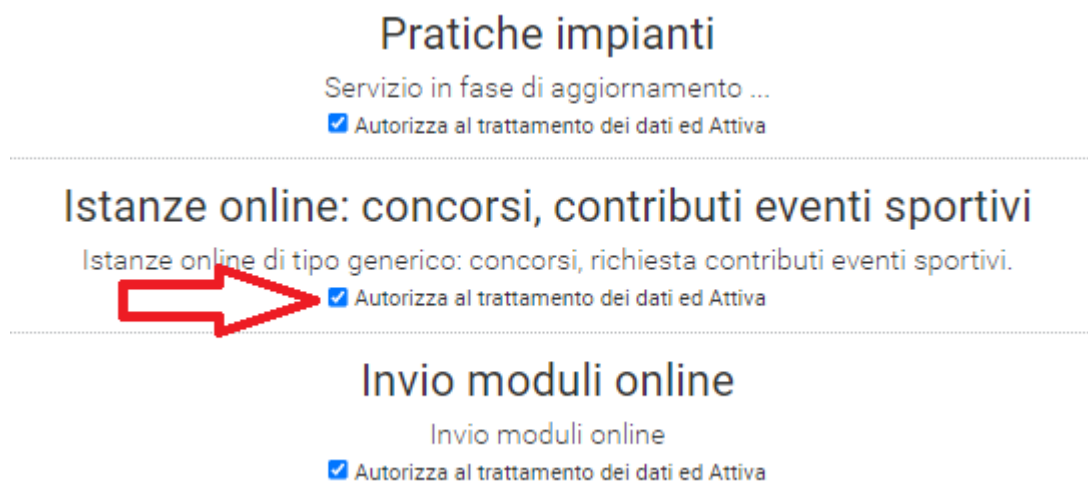 Pratiche impianti
Servizio in fase di aggiornamento ...
Autorizza al trattamento dei dati ed Attiva
Istanze online: concorsi, contributi eventi sportivi
Istanze online di tipo generico: concorsi, richiesta contributi eventi sportivi.
Autorizza al trattamento dei dati ed Attiva
Invio moduli online
Invio moduli online
Autorizza al trattamento dei dati ed Attiva